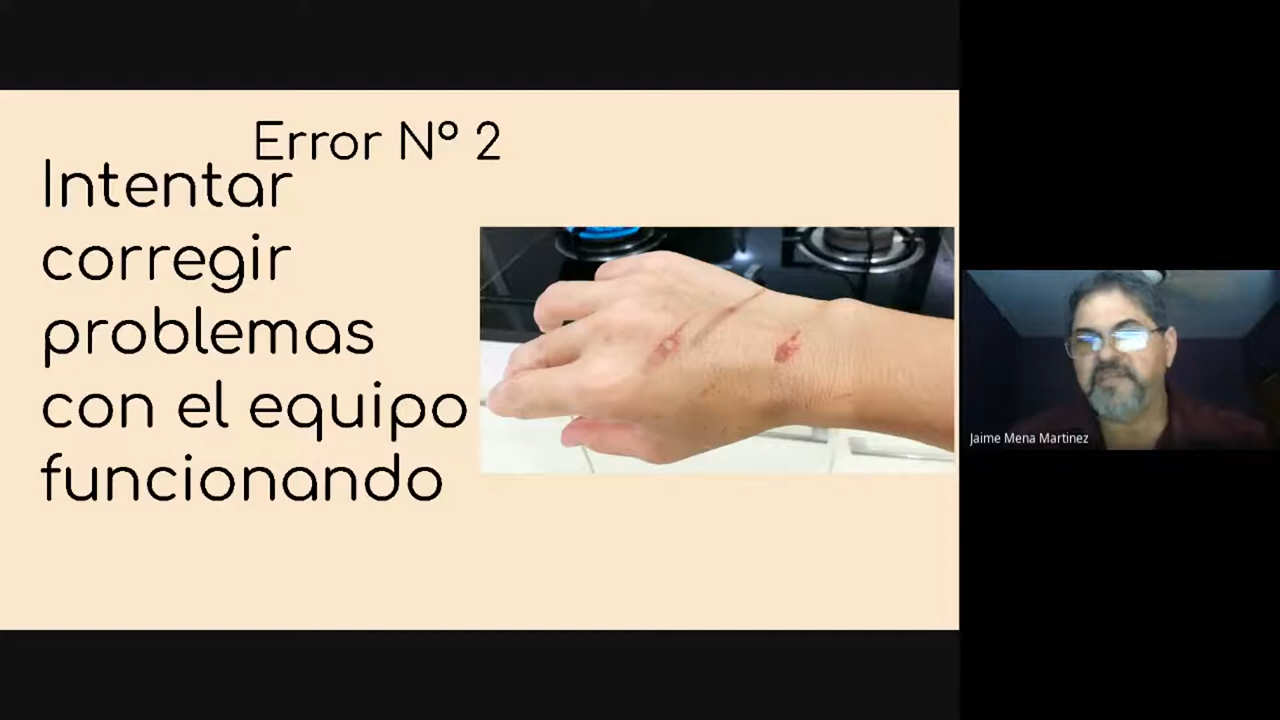 Error Nº 2
Intentar
corregir
problemas
con el equipo
funcionando
Jaime Mena Martinez